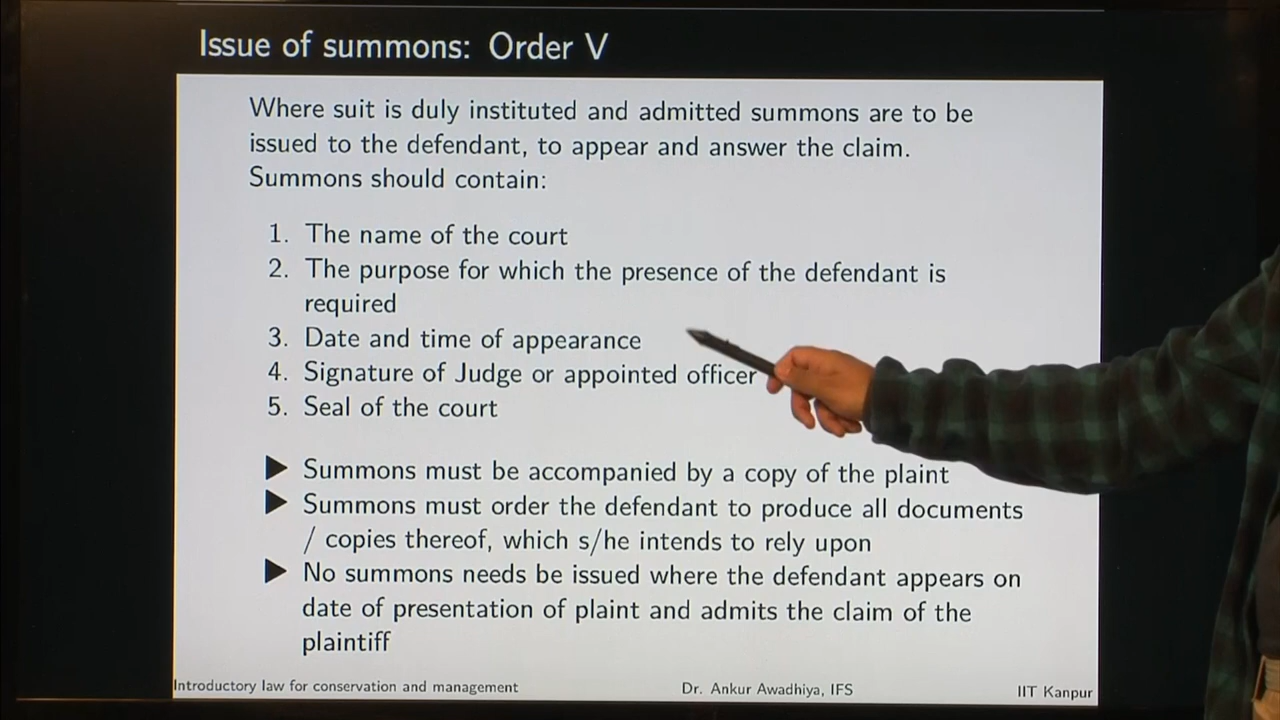 Issue of summons: Order V
Where suit is duly instituted and admitted summons are to be
issued to the defendant, to appear and answer the claim.
Summons should contain:
1. The name of the court
2. The purpose for which the presence of the defendant is
required
3. Date and time of appearance
4. Signature of Judge or appointed officer
5. Seal of the court
▶ Summons must be accompanied by a copy of the plaint
▶ Summons must order the defendant to produce all documents
/ copies thereof, which s/he intends to rely upon
▶ No summons needs be issued where the defendant appears on
date of presentation of plaint and admits the claim of the
plaintiff
Introductory law for conservation and management Dr. Ankur Awadhiya, IFS IIT Kanpur